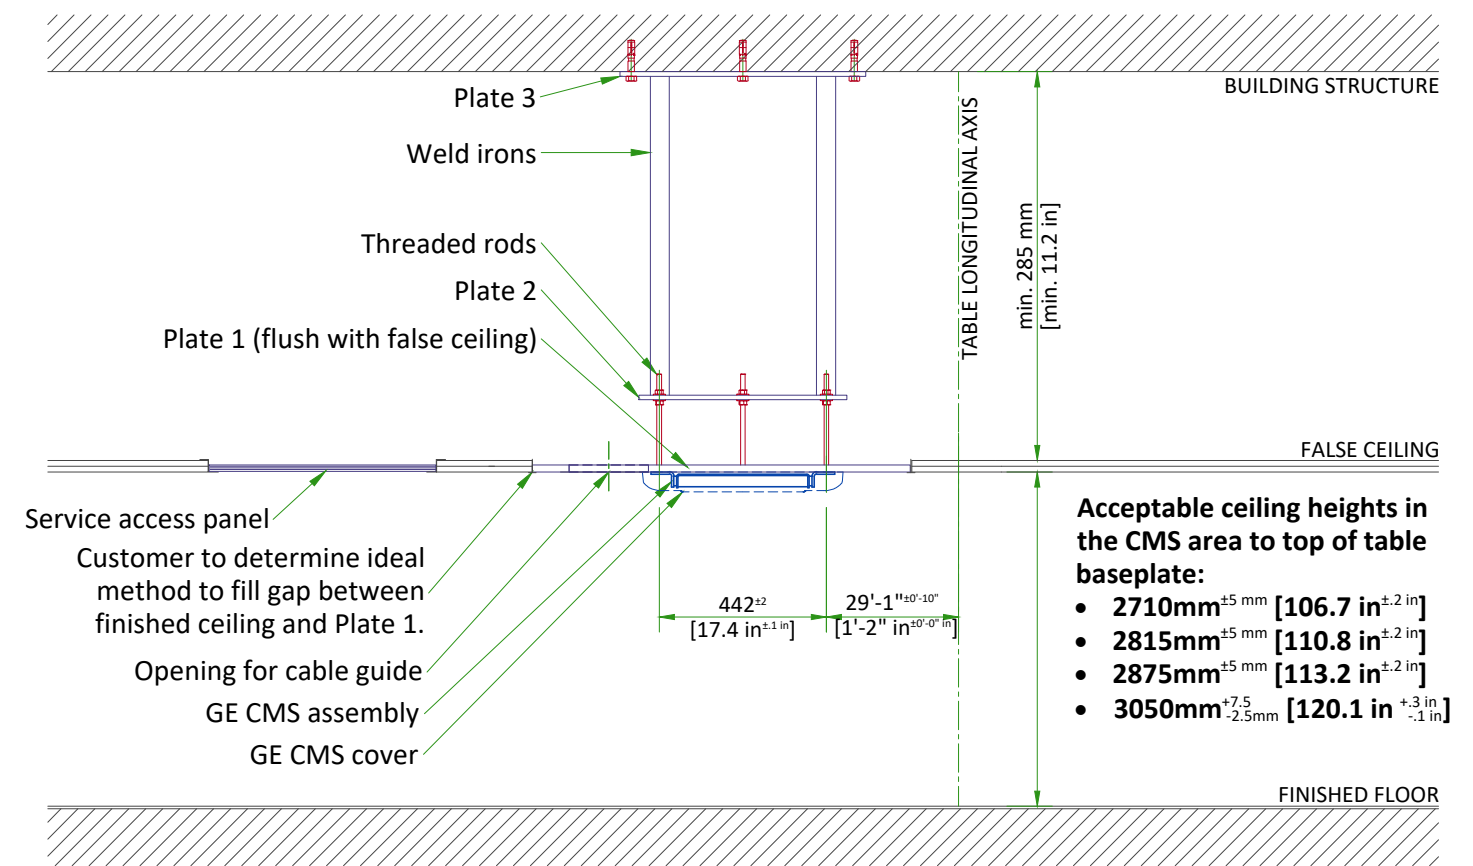 BUILDING STRUCTURE
Plate 3
Weld irons
TABLE LONGITUDINAL AXIS
min. 285 mm
[min. 11.2 in]
Threaded rods
Plate 2
Plate 1 (flush with false ceiling)
FALSE CEILING
Service access panel
Customer to determine ideal
method to fill gap between
finished ceiling and Plate 1.
Opening for cable guide
GE CMS assembly
GE CMS cover
442±2
[17.4 in±.1 in]
29'-1"±0'-10"
[1'-2" in±0'-0" in]
Acceptable ceiling heights in
the CMS area to top of table
baseplate:
• 2710mm±5 mm [106.7 in±.2 in]
• 2815mm±5 mm [110.8 in±.2 in]
• 2875mm±5 mm [113.2 in±.2 in]
• 3050mm+7.5 -2.5mm [120.1 in +.3 in -.1 in]
FINISHED FLOOR